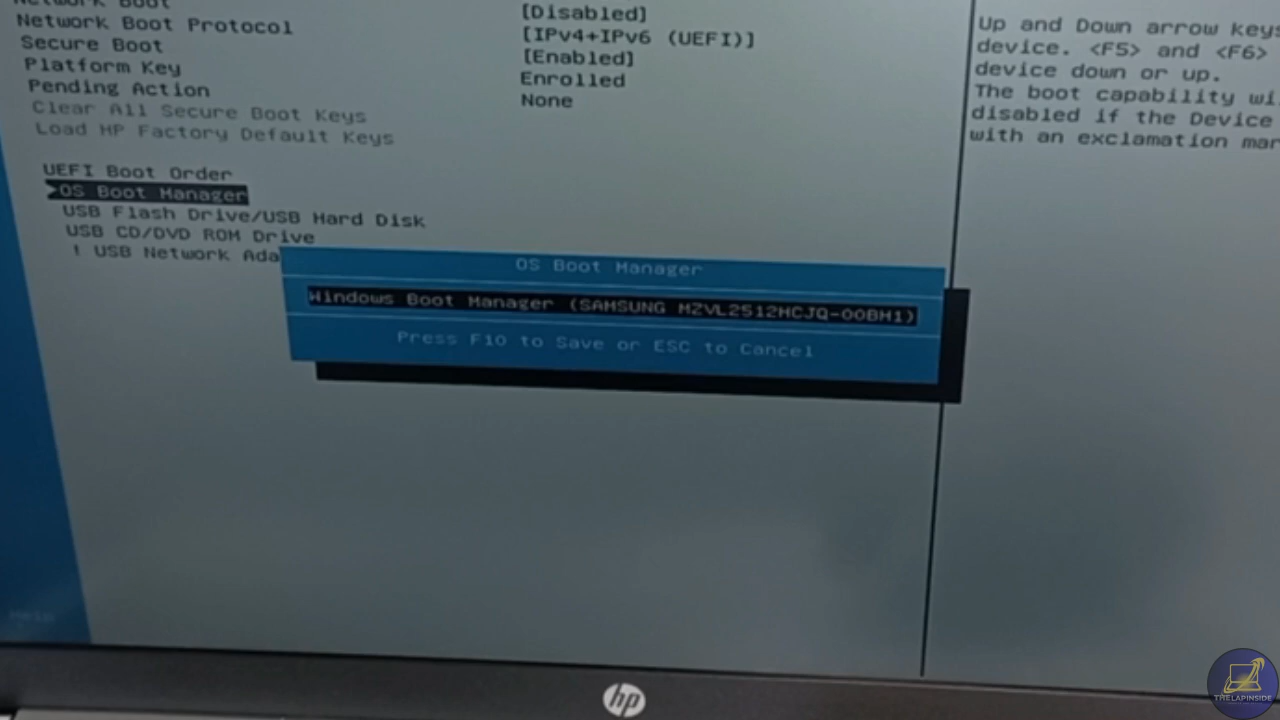 Network Boot [Disabled]
Network Boot Protocol [IPv4+IPv6 (UEFI)]
Secure Boot [Enabled]
Platform Key Enrolled
Pending Action None
Clear All Secure Boot Keys
Load HP Factory Default Keys
UEFI Boot Order
►OS Boot Manager
USB Flash Drive/USB Hard Disk
USB CD/DVD ROM Drive
! USB Network Ada
OS Boot Manager
Windows Boot Manager (SAMSUNG MZVL2512HCJQ-00BH1)
Press F10 to Save or ESC to Cancel
Up and Down arrow keys
device. <F5> and <F6>
device down or up.
The boot capability wi
disabled if the Device
with an exclamation mar
hp
THELAPINSIDE